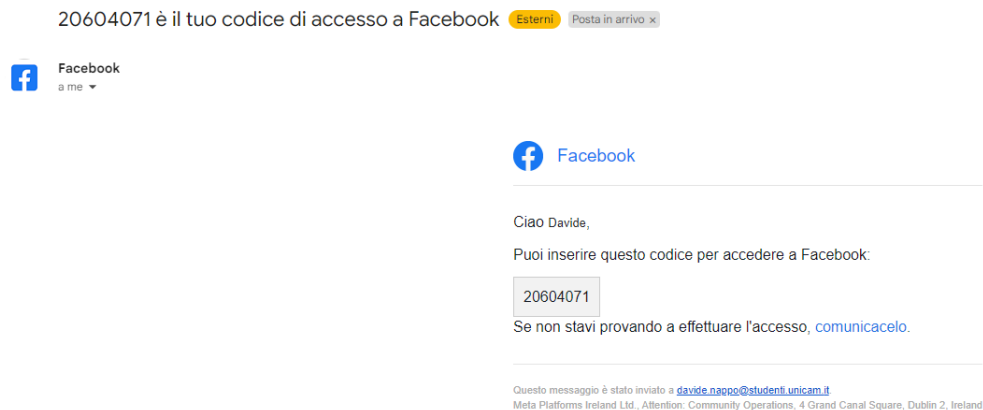 20604071 è il tuo codice di accesso a Facebook Esterni Posta in arrivo ×
Facebook
a me
Facebook
Ciao Davide,
Puoi inserire questo codice per accedere a Facebook:
20604071
Se non stavi provando a effettuare l'accesso, comunicacelo.
Questo messaggio è stato inviato a davide.nappo@studenti.unicam.it
Meta Platforms Ireland Ltd., Attention: Community Operations, 4 Grand Canal Square, Dublin 2, Ireland